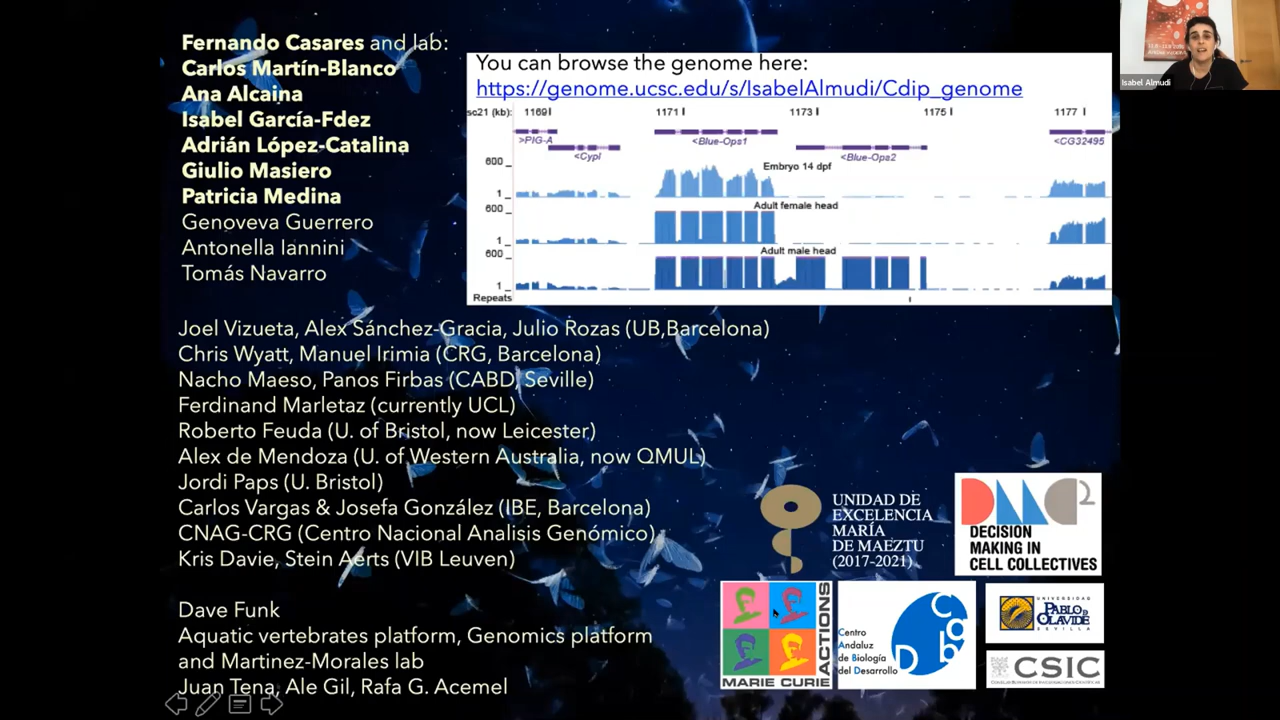 Fernando Casares and lab:
Carlos Martín-Blanco
Ana Alcaina
Isabel García-Fdez
Adrián López-Catalina
Giulio Masiero
Patricia Medina
Genoveva Guerrero
Antonella Iannini
Tomás Navarro
You can browse the genome here:
https://genome.ucsc.edu/s/IsabelAlmudi/Cdip_genome
sc21 (kb): 1169 1171 1173 1175 1177
>PIG-A <Cypl <Blue-Ops1 <Blue-Ops2 <CG32495
Embryo 14 dpf
600
1
Adult female head
600
1
Adult male head
600
1
Repeats
Isabel Almudi
Joel Vizueta, Alex Sánchez-Gracia, Julio Rozas (UB,Barcelona)
Chris Wyatt, Manuel Irimia (CRG, Barcelona)
Nacho Maeso, Panos Firbas (CABD, Seville)
Ferdinand Marletaz (currently UCL)
Roberto Feuda (U. of Bristol, now Leicester)
Alex de Mendoza (U. of Western Australia, now QMUL)
Jordi Paps (U. Bristol)
Carlos Vargas & Josefa González (IBE, Barcelona)
CNAG-CRG (Centro Nacional Analisis Genómico)
Kris Davie, Stein Aerts (VIB Leuven)
Dave Funk
Aquatic vertebrates platform, Genomics platform
and Martinez-Morales lab
Juan Tena, Ale Gil, Rafa G. Acemel
UNIDAD DE
EXCELENCIA
MARÍA
DE MAEZTU
(2017-2021)
DMC2
DECISION
MAKING IN
CELL COLLECTIVES
MARIE CURIE
ACTIONS
Centro
Andaluz
de Biología
del Desarrollo
Cabd
UNIVERSIDAD
PABLO DE
OLAVIDE
SEVILLA
CSIC